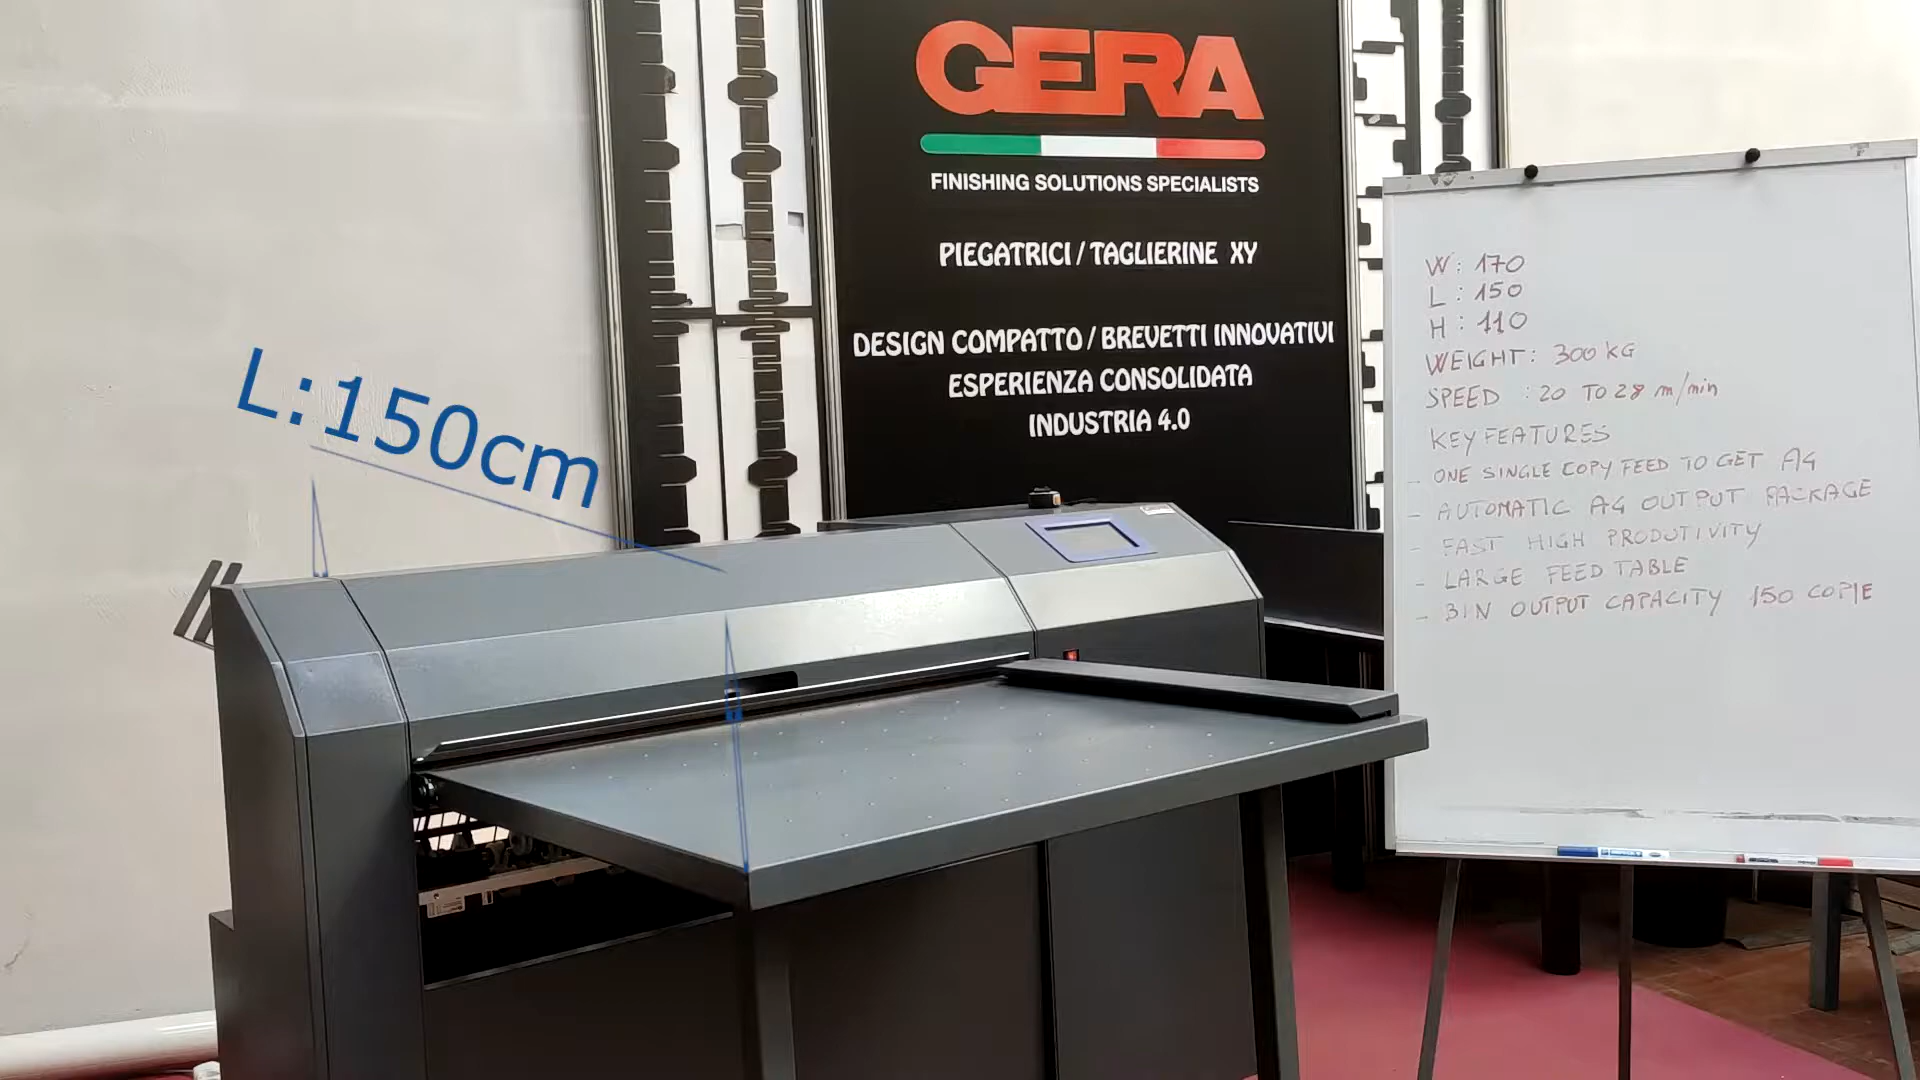 GERA
FINISHING SOLUTIONS SPECIALISTS
PIEGATRICI / TAGLIERINE XY
DESIGN COMPATTO / BREVETTI INNOVATIVI
ESPERIENZA CONSOLIDATA
INDUSTRIA 4.0
L:150cm
W: 170
L: 150
H: 110
WEIGHT: 300 KG
SPEED : 20 TO 28 m/min
KEY FEATURES
- ONE SINGLE COPY FEED TO GET A4
- AUTOMATIC A4 OUTPUT PACKAGE
- FAST HIGH PRODUTIVITY
- LARGE FEED TABLE
- BIN OUTPUT CAPACITY 150 COPIE